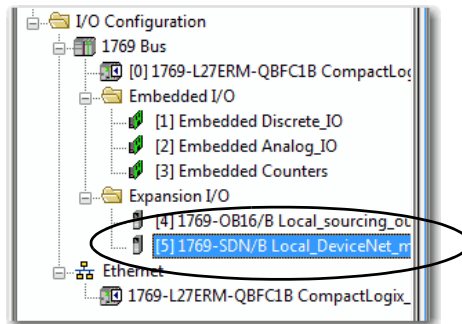 I/O Configuration
1769 Bus
[0] 1769-L27ERM-QBFC1B CompactLog
Embedded I/O
[1] Embedded Discrete_IO
[2] Embedded Analog_IO
[3] Embedded Counters
Expansion I/O
[4] 1769-OB16/B Local_sourcing_ou
[5] 1769-SDN/B Local_DeviceNet_m
Ethernet
1769-L27ERM-QBFC1B CompactLogix_